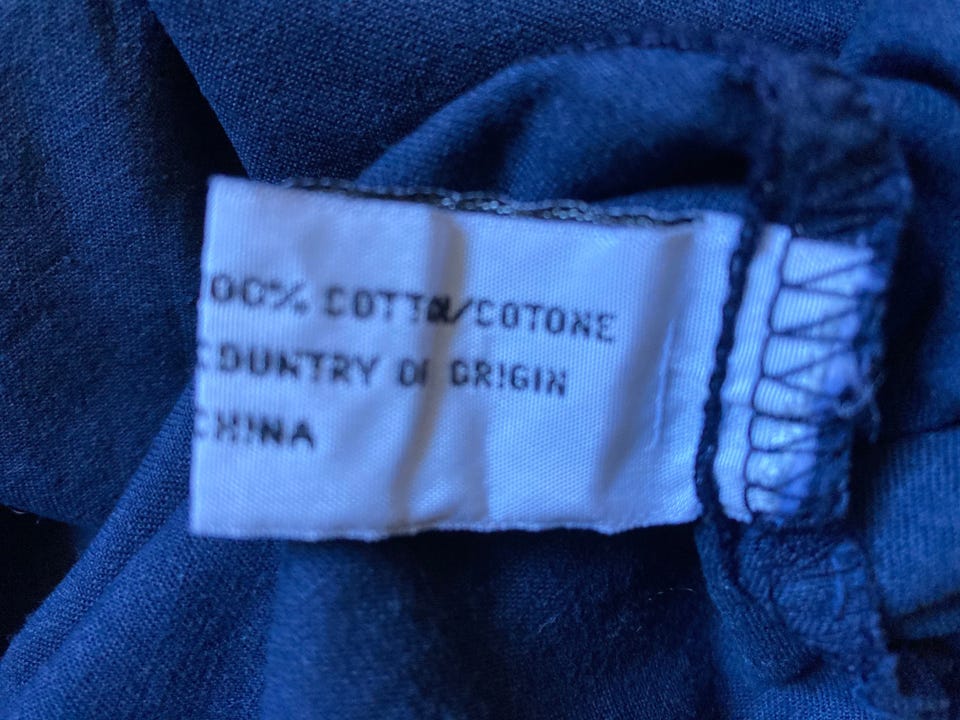 00% COTTON/COTONE
COUNTRY OF ORIGIN
CHINA